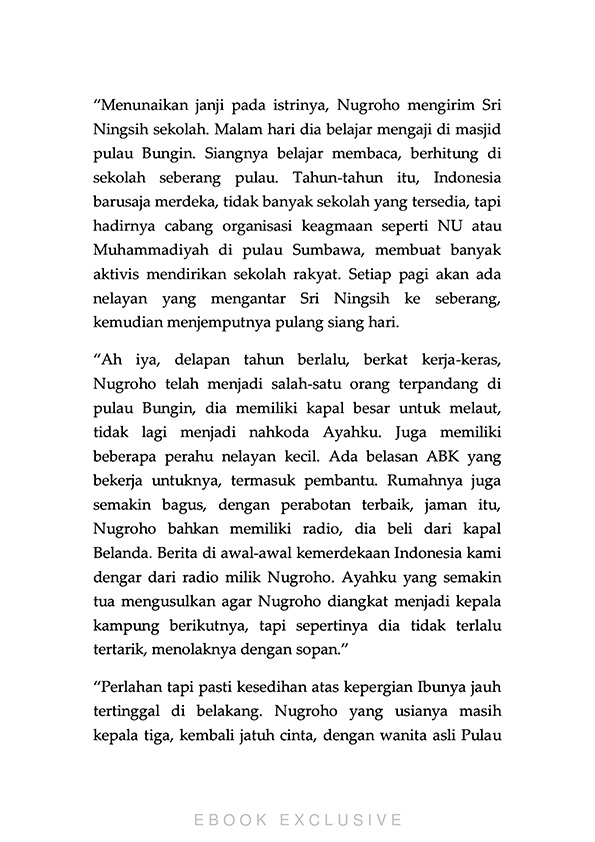 “Menunaikan janji pada istrinya, Nugroho mengirim Sri
Ningsih sekolah. Malam hari dia belajar mengaji di masjid
pulau Bungin. Siangnya belajar membaca, berhitung di
sekolah seberang pulau. Tahun-tahun itu, Indonesia
barusaja merdeka, tidak banyak sekolah yang tersedia, tapi
hadirnya cabang organisasi keagmaan seperti NU atau
Muhammadiyah di pulau Sumbawa, membuat banyak
aktivis mendirikan sekolah rakyat. Setiap pagi akan ada
nelayan yang mengantar Sri Ningsih ke seberang,
kemudian menjemputnya pulang siang hari.
“Ah iya, delapan tahun berlalu, berkat kerja-keras,
Nugroho telah menjadi salah-satu orang terpandang di
pulau Bungin, dia memiliki kapal besar untuk melaut,
tidak lagi menjadi nahkoda Ayahku. Juga memiliki
beberapa perahu nelayan kecil. Ada belasan ABK yang
bekerja untuknya, termasuk pembantu. Rumahnya juga
semakin bagus, dengan perabotan terbaik, jaman itu,
Nugroho bahkan memiliki radio, dia beli dari kapal
Belanda. Berita di awal-awal kemerdekaan Indonesia kami
dengar dari radio milik Nugroho. Ayahku yang semakin
tua mengusulkan agar Nugroho diangkat menjadi kepala
kampung berikutnya, tapi sepertinya dia tidak terlalu
tertarik, menolaknya dengan sopan.”
“Perlahan tapi pasti kesedihan atas kepergian Ibunya jauh
tertinggal di belakang. Nugroho yang usianya masih
kepala tiga, kembali jatuh cinta, dengan wanita asli Pulau
EBOOK EXCLUSIVE